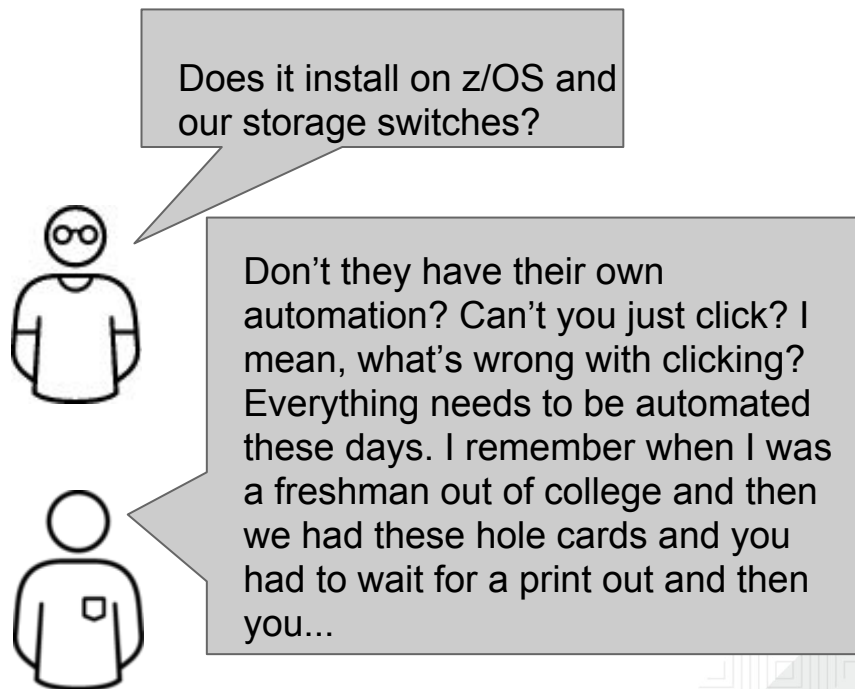 Does it install on z/OS and
our storage switches?
Don’t they have their own
automation? Can’t you just click? I
mean, what’s wrong with clicking?
Everything needs to be automated
these days. I remember when I was
a freshman out of college and then
we had these hole cards and you
had to wait for a print out and then
you...